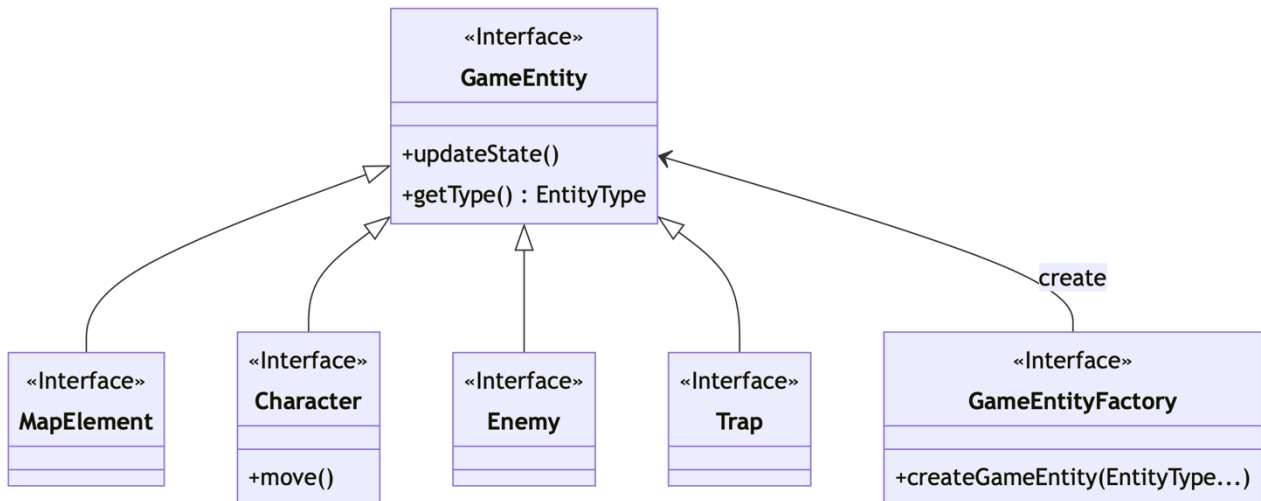 «Interface»
GameEntity
+updateState()
+getType() : EntityType
create
«Interface»
MapElement
«Interface»
Character
+move()
«Interface»
Enemy
«Interface»
Trap
«Interface»
GameEntityFactory
+createGameEntity(EntityType...)